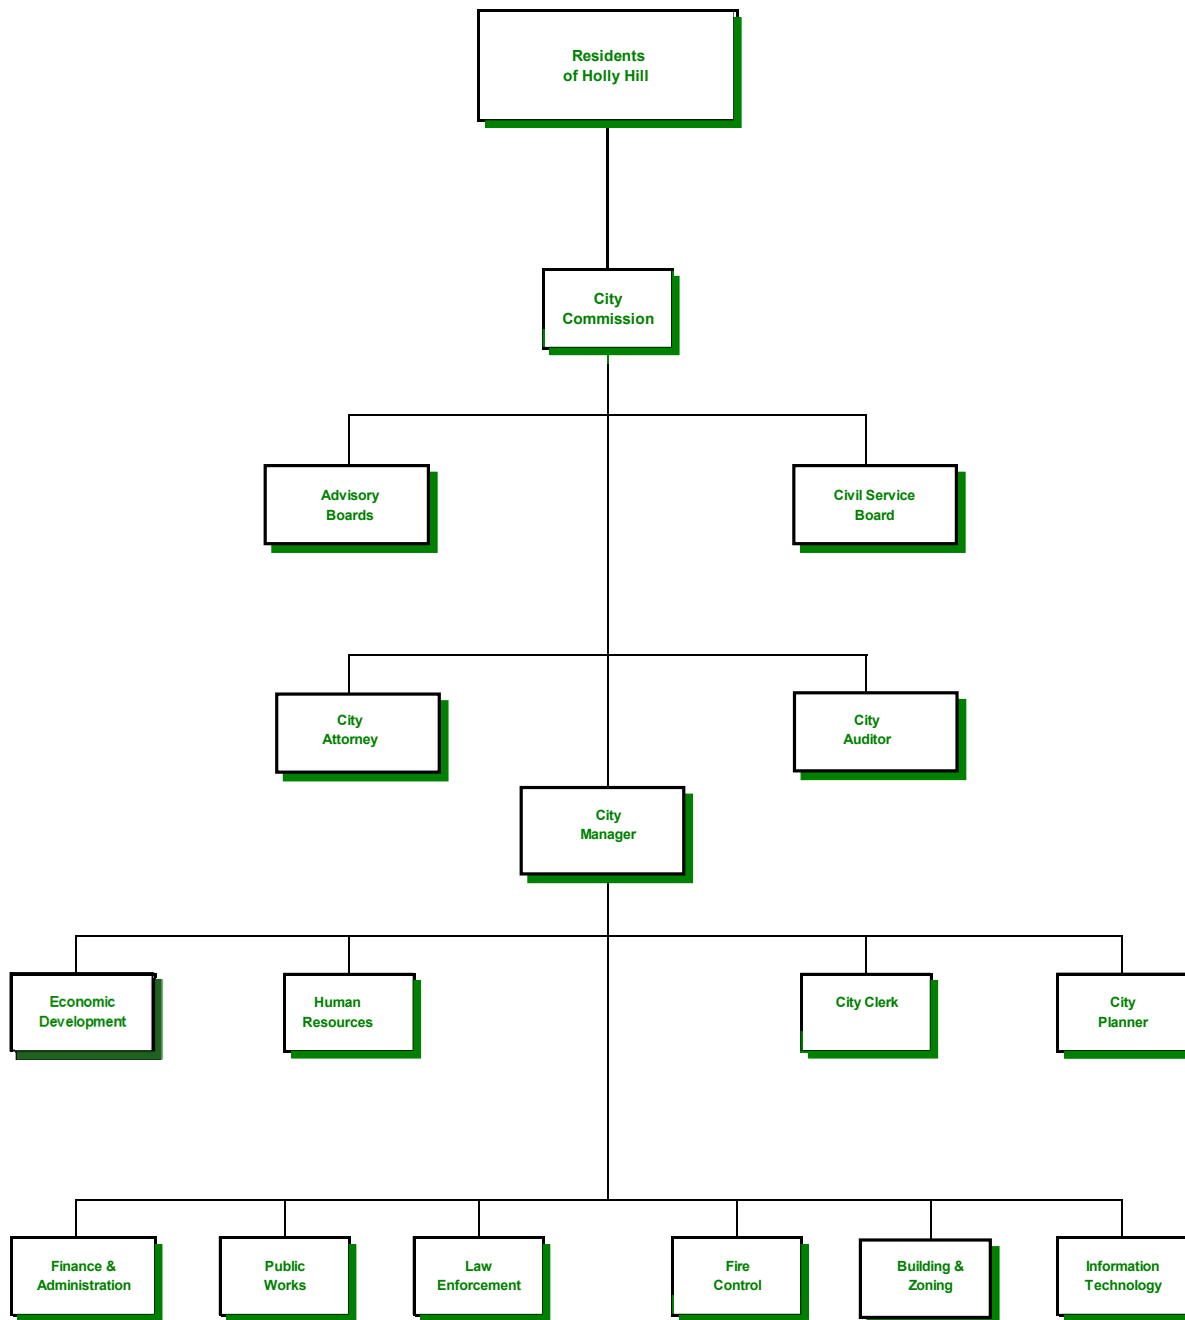 Residents
of Holly Hill
City
Commission
Advisory
Boards
Civil Service
Board
City
Attorney
City
Auditor
City
Manager
Economic
Development
Human
Resources
City Clerk
City
Planner
Finance &
Administration
Public
Works
Law
Enforcement
Fire
Control
Building &
Zoning
Information
Technology